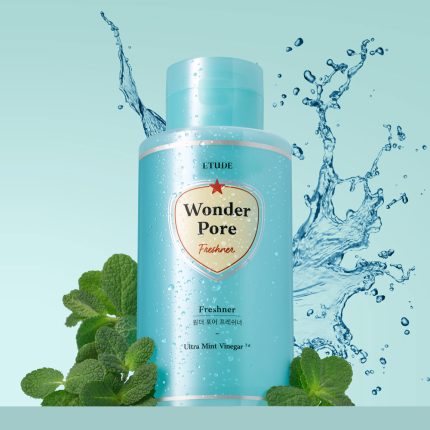 ETUDE
Wonder
Pore
Freshner
Freshner
원더 포어 프레쉬너
Ultra Mint Vinegar